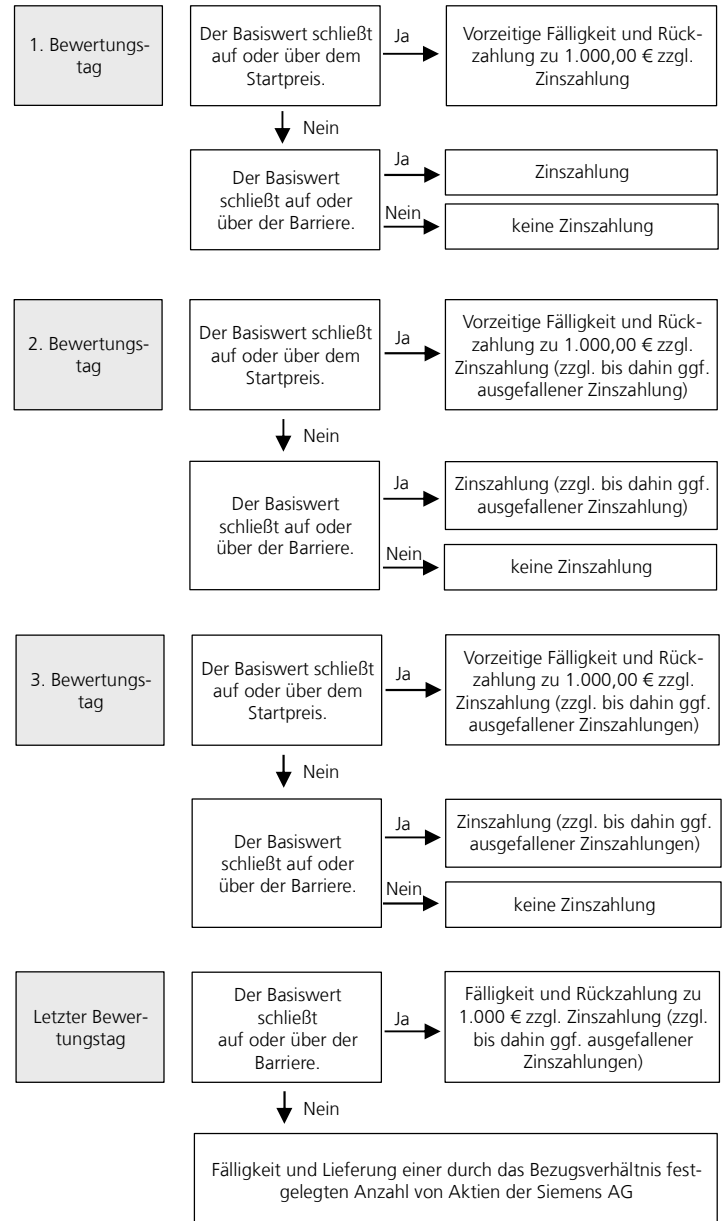 1. Bewertungs-
tag
Der Basiswert schließt
auf oder über dem
Startpreis.
Ja
Vorzeitige Fälligkeit und Rück-
zahlung zu 1.000,00 € zzgl.
Zinszahlung
Nein
Der Basiswert
schließt auf oder
über der Barriere.
Ja
Zinszahlung
Nein
keine Zinszahlung
2. Bewertungs-
tag
Der Basiswert schließt
auf oder über dem
Startpreis.
Ja
Vorzeitige Fälligkeit und Rück-
zahlung zu 1.000,00 € zzgl.
Zinszahlung (zzgl. bis dahin ggf.
ausgefallener Zinszahlung)
Nein
Der Basiswert
schließt auf oder
über der Barriere.
Ja
Zinszahlung (zzgl. bis dahin ggf.
ausgefallener Zinszahlung)
Nein
keine Zinszahlung
3. Bewertungs-
tag
Der Basiswert schließt
auf oder über dem
Startpreis.
Ja
Vorzeitige Fälligkeit und Rück-
zahlung zu 1.000,00 € zzgl.
Zinszahlung (zzgl. bis dahin ggf.
ausgefallener Zinszahlungen)
Nein
Der Basiswert
schließt auf oder
über der Barriere.
Ja
Zinszahlung (zzgl. bis dahin ggf.
ausgefallener Zinszahlungen)
Nein
keine Zinszahlung
Letzter Bewer-
tungstag
Der Basiswert
schließt
auf oder über der
Barriere.
Ja
Fälligkeit und Rückzahlung zu
1.000 € zzgl. Zinszahlung (zzgl.
bis dahin ggf. ausgefallener
Zinszahlungen)
Nein
Fälligkeit und Lieferung einer durch das Bezugsverhältnis fest-
gelegten Anzahl von Aktien der Siemens AG